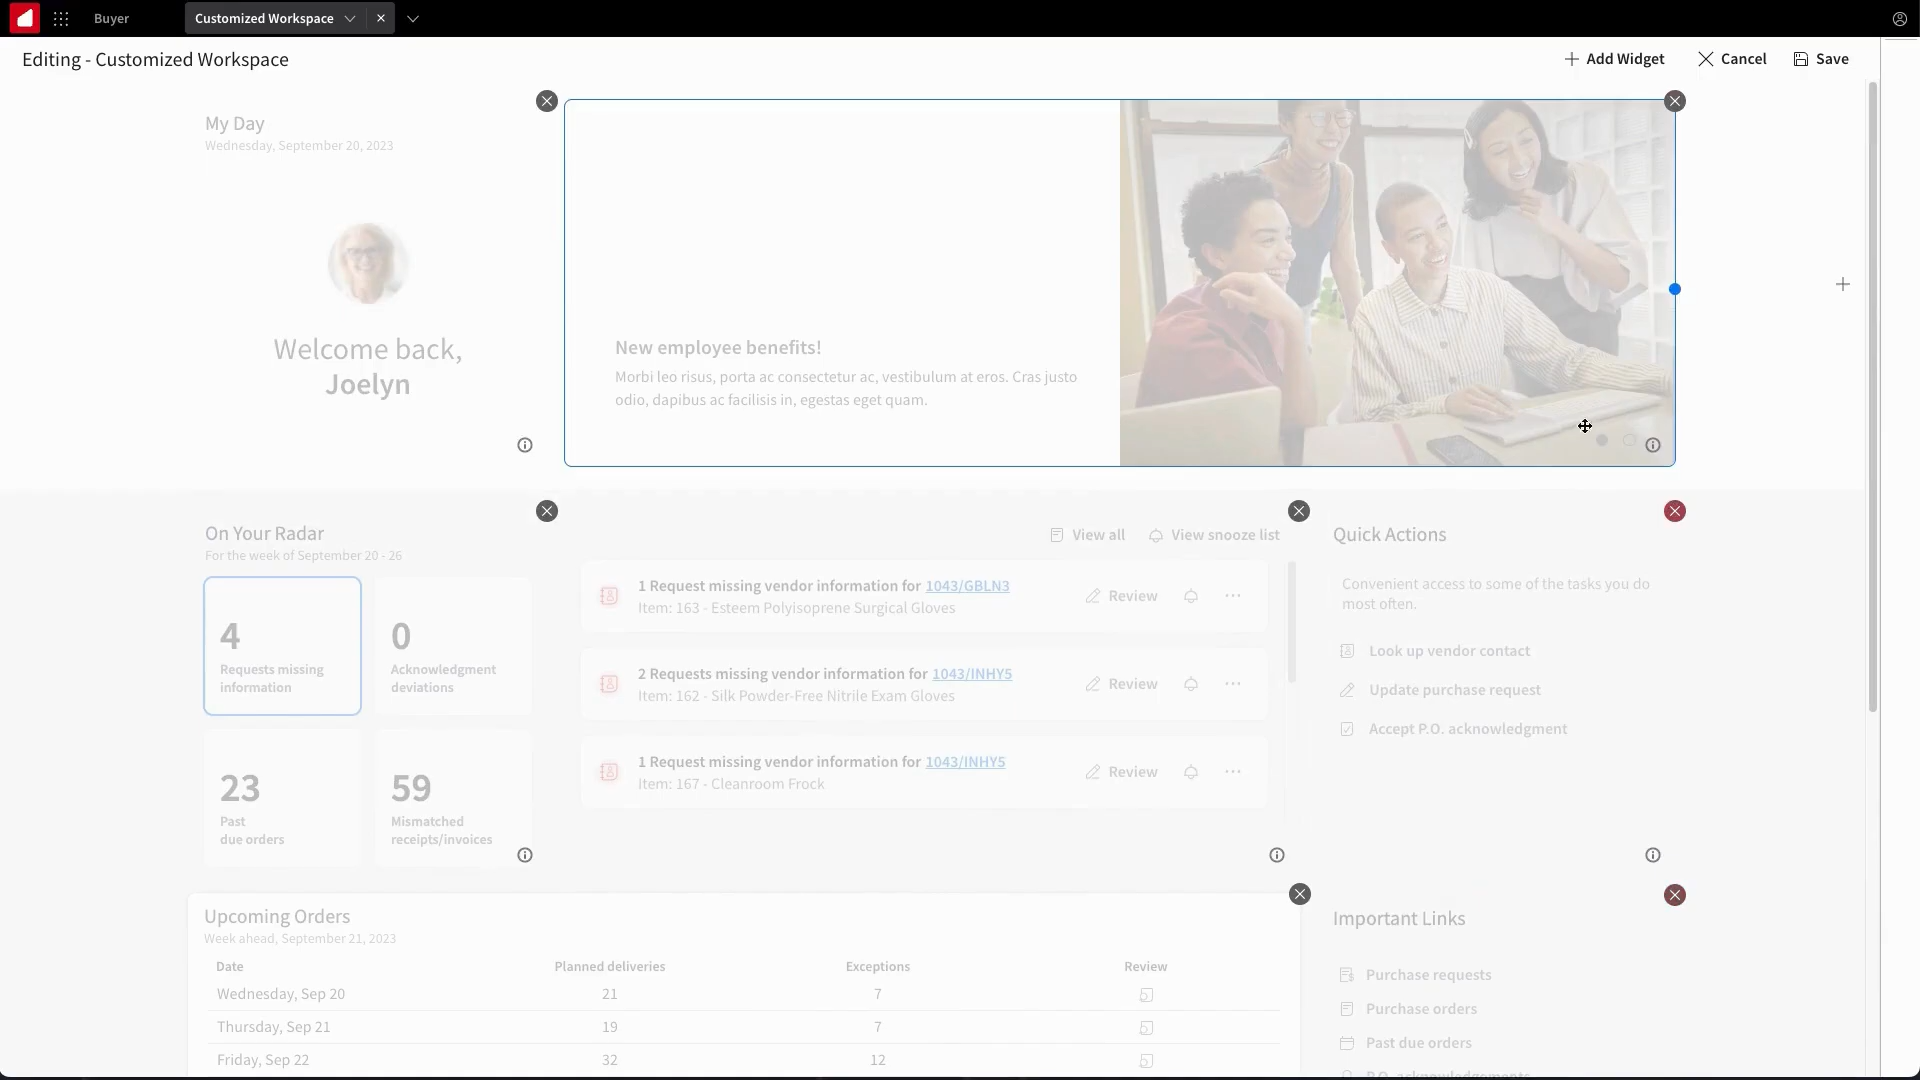 Buyer
Customized Workspace
Editing - Customized Workspace
Add Widget
Cancel
Save
My Day
Wednesday, September 20, 2023
Welcome back,
Joelyn
New employee benefits!
Morbi leo risus, porta ac consectetur ac, vestibulum at eros. Cras justo
odio, dapibus ac facilisis in, egestas eget quam.
On Your Radar
For the week of September 20 - 26
4
Requests missing
information
0
Acknowledgment
deviations
23
Past
due orders
59
Mismatched
receipts/invoices
View all
View snooze list
1 Request missing vendor information for 1043/GBLN3
Item: 163 - Esteem Polyisoprene Surgical Gloves
Review
2 Requests missing vendor information for 1043/INHY5
Item: 162 - Silk Powder-Free Nitrile Exam Gloves
Review
1 Request missing vendor information for 1043/INHY5
Item: 167 - Cleanroom Frock
Review
Quick Actions
Convenient access to some of the tasks you do
most often.
Look up vendor contact
Update purchase request
Accept P.O. acknowledgment
Upcoming Orders
Week ahead, September 21, 2023
Date Planned deliveries Exceptions Review
Wednesday, Sep 20 21 7
Thursday, Sep 21 19 7
Friday, Sep 22 32 12
Important Links
Purchase requests
Purchase orders
Past due orders
P.O. acknowledgements